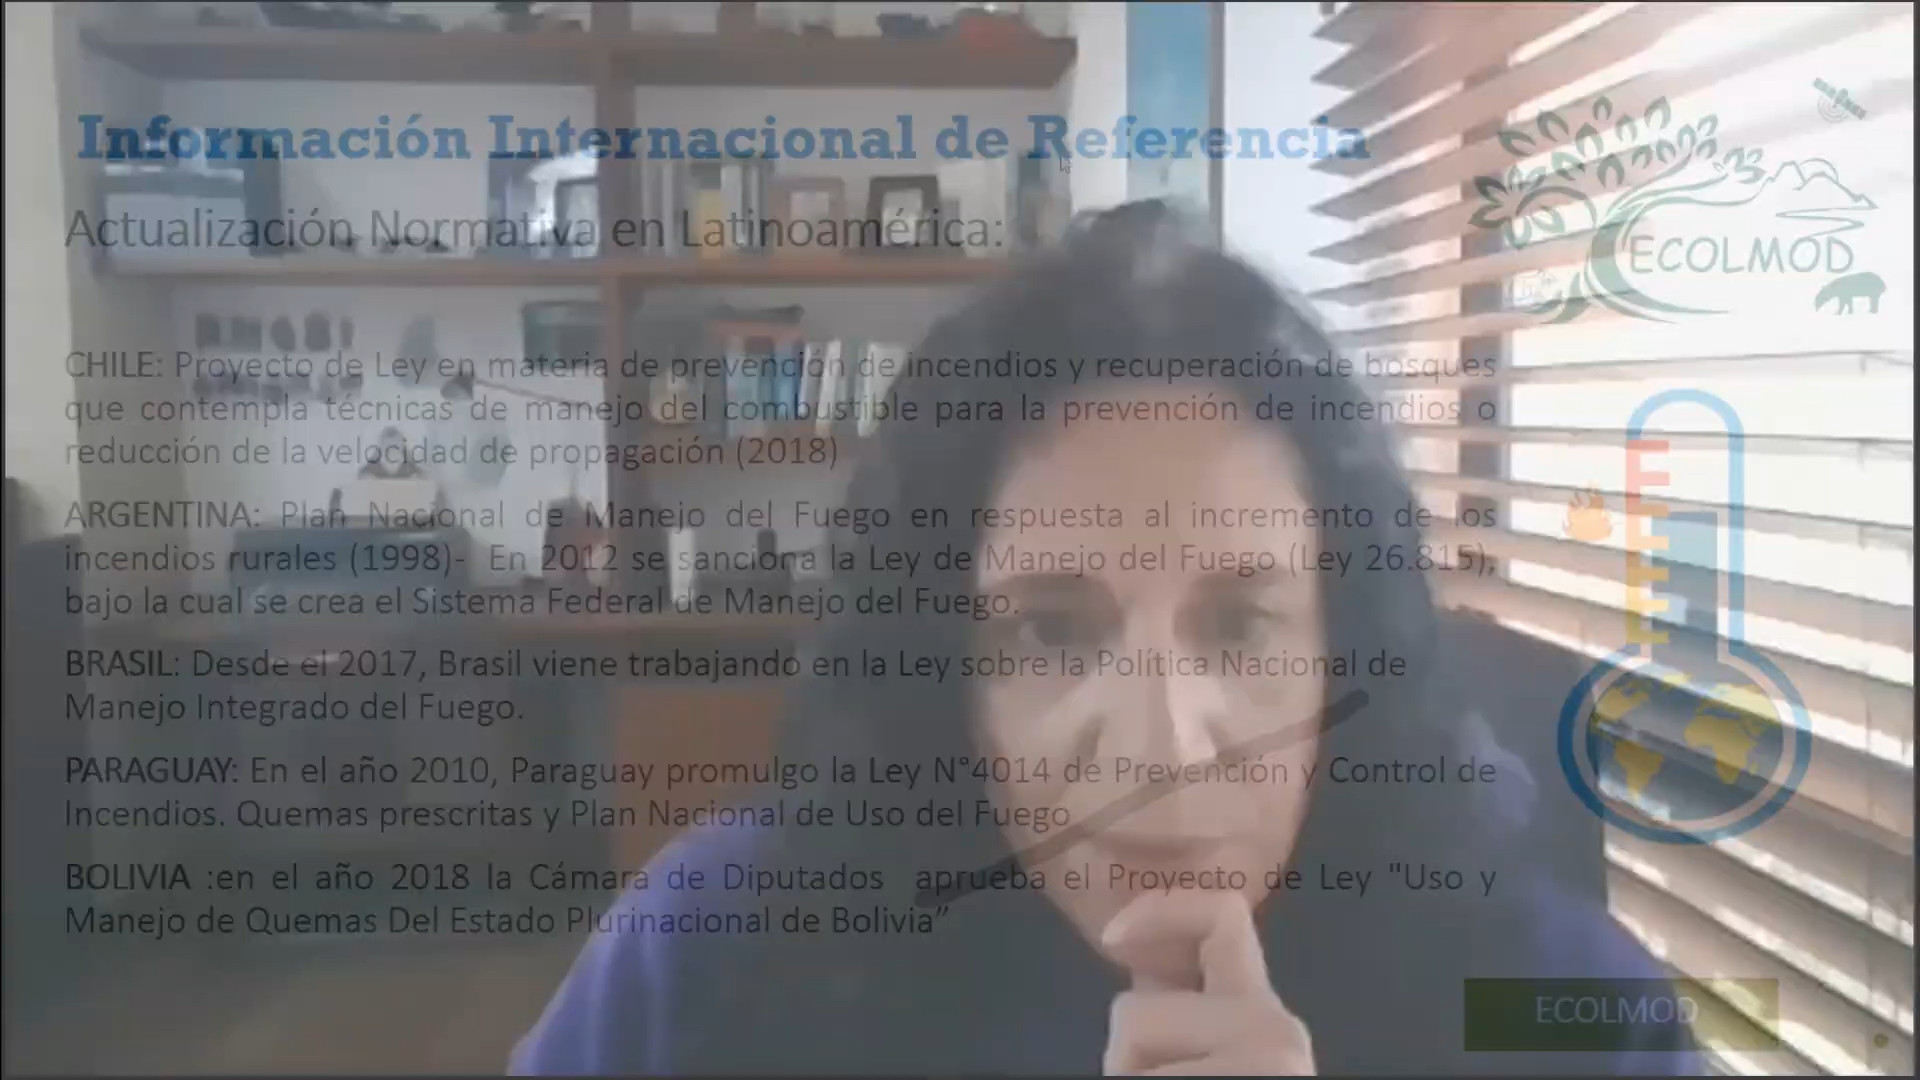 Información Internacional de Referencia
Actualización Normativa en Latinoamérica:
ECOLMOD
CHILE: Proyecto de Ley en materia de prevención de incendios y recuperación de bosques
que contempla técnicas de manejo del combustible para la prevención de incendios o
reducción de la velocidad de propagación (2018)
ARGENTINA: Plan Nacional de Manejo del Fuego en respuesta al incremento de los
incendios rurales (1998)- En 2012 se sanciona la Ley de Manejo del Fuego (Ley 26.815),
bajo la cual se crea el Sistema Federal de Manejo del Fuego.
BRASIL: Desde el 2017, Brasil viene trabajando en la Ley sobre la Política Nacional de
Manejo Integrado del Fuego.
PARAGUAY: En el año 2010, Paraguay promulgo la Ley N°4014 de Prevención y Control de
Incendios. Quemas prescritas y Plan Nacional de Uso del Fuego
BOLIVIA :en el año 2018 la Cámara de Diputados aprueba el Proyecto de Ley "Uso y
Manejo de Quemas Del Estado Plurinacional de Bolivia”
ECOLMOD